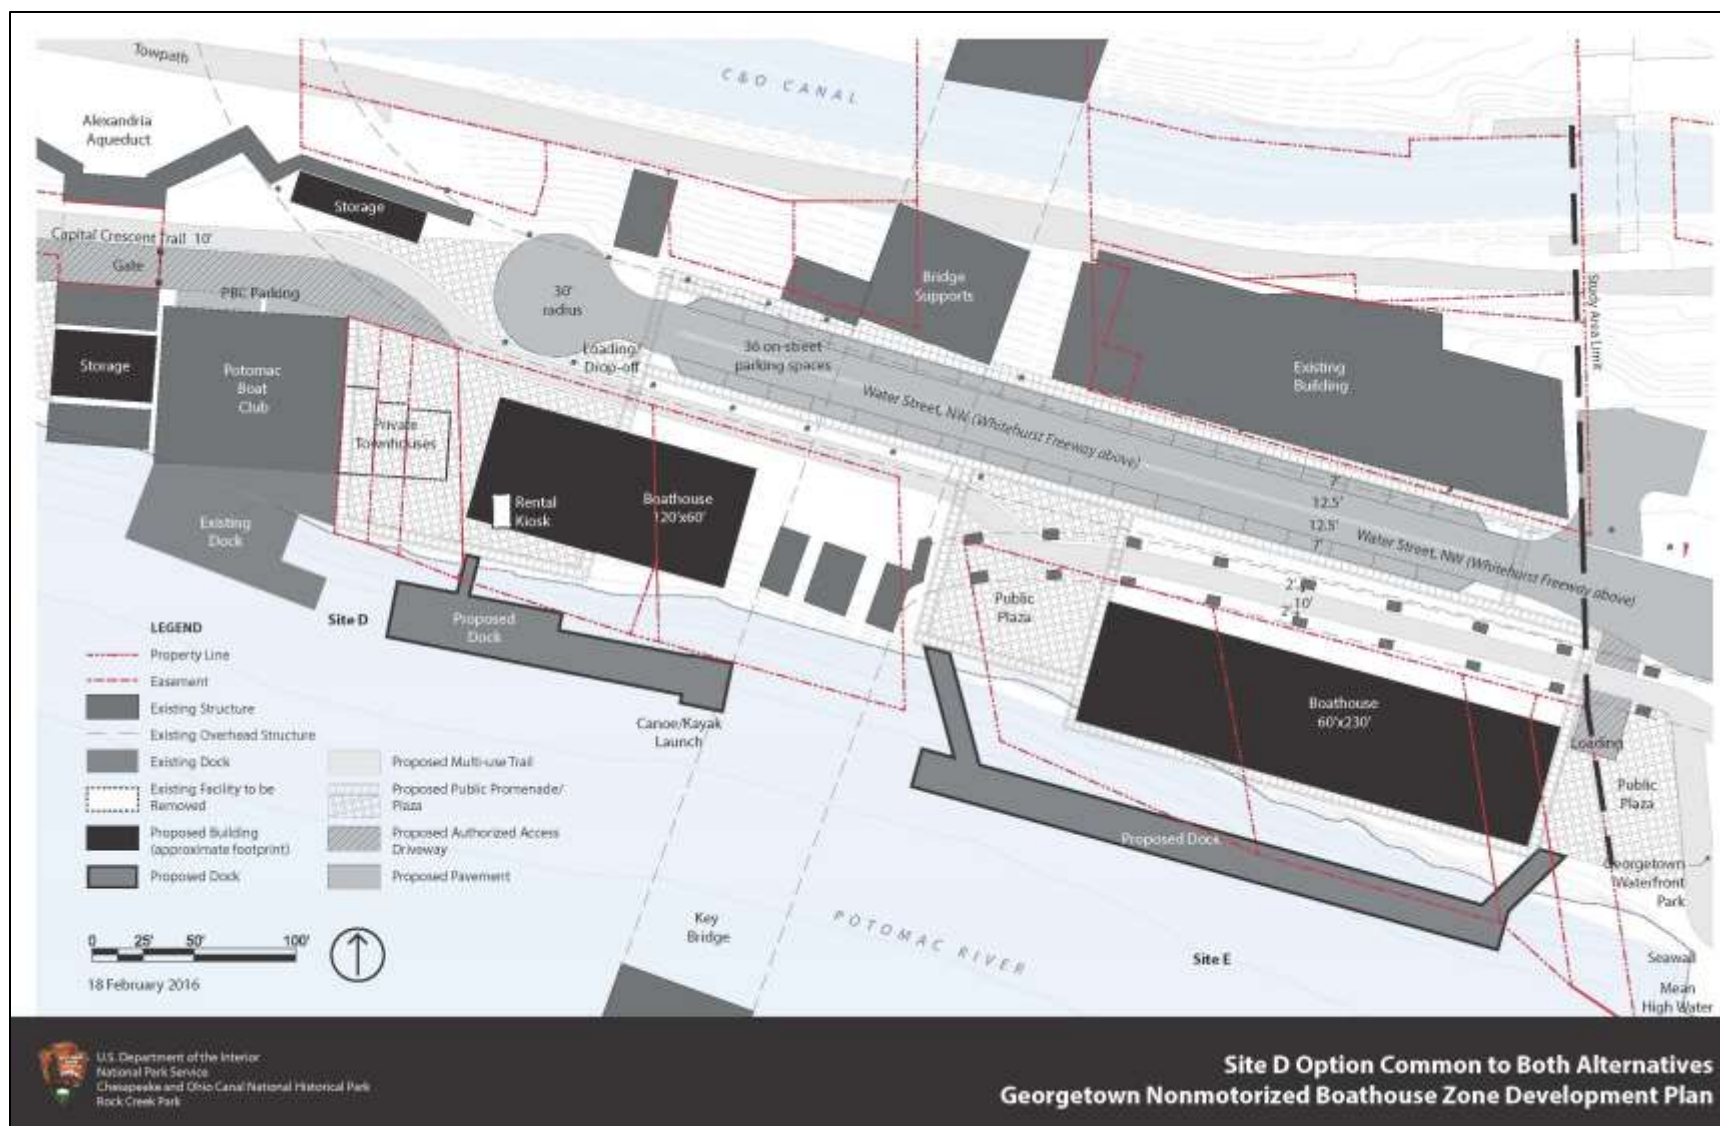 Towpath
C&O CANAL
Alexandria
Aqueduct
Storage
Capital Crescent Trail 10'
Gate
PBC Parking
30'
radius
Bridge
Supports
Study Area Limit
Loading/
Drop-off
36 on-street
parking spaces
Existing
Building
Storage
Potomac
Boat
Club
Water Street, NW (Whitehurst Freeway above)
Private
Townhouses
7'
12.5'
12.5'
7'
Rental
Kiosk
Boathouse
120'x60'
Existing
Dock
Water Street, NW (Whitehurst Freeway above)
2'
10'
2'
Public
Plaza
Site D
Proposed
Dock
Boathouse
60'x230'
Canoe/Kayak
Launch
Loading
Public
Plaza
Proposed Dock
Georgetown
Waterfront
Park
Key
Bridge
POTOMAC RIVER
Site E
Seawall
Mean
High Water
LEGEND
Property Line
Easement
Existing Structure
Existing Overhead Structure
Existing Dock
Existing Facility to be
Removed
Proposed Building
(approximate footprint)
Proposed Dock
Proposed Multi-use Trail
Proposed Public Promenade/
Plaza
Proposed Authorized Access
Driveway
Proposed Pavement
0 25' 50' 100'
18 February 2016
U.S. Department of the Interior
National Park Service
Chesapeake and Ohio Canal National Historical Park
Rock Creek Park
Site D Option Common to Both Alternatives
Georgetown Nonmotorized Boathouse Zone Development Plan